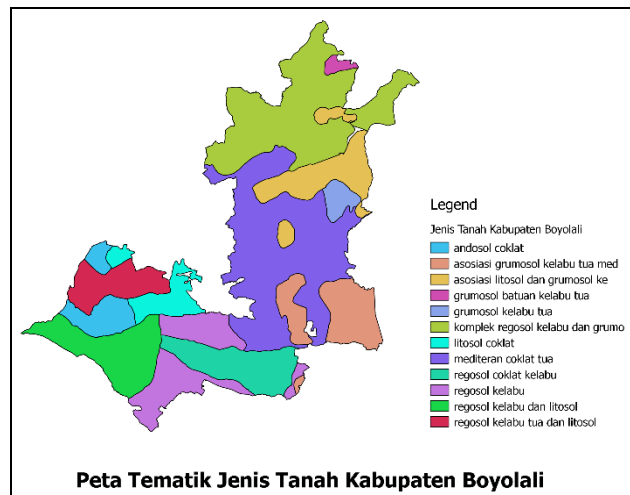 Legend
Jenis Tanah Kabupaten Boyolali
andosol coklat
asosiasi grumosol kelabu tua med
asosiasi litosol dan grumosol ke
grumosol batuan kelabu tua
grumosol kelabu tua
komplek regosol kelabu dan grumo
litosol coklat
mediteran coklat tua
regosol coklat kelabu
regosol kelabu
regosol kelabu dan litosol
regosol kelabu tua dan litosol
Peta Tematik Jenis Tanah Kabupaten Boyolali